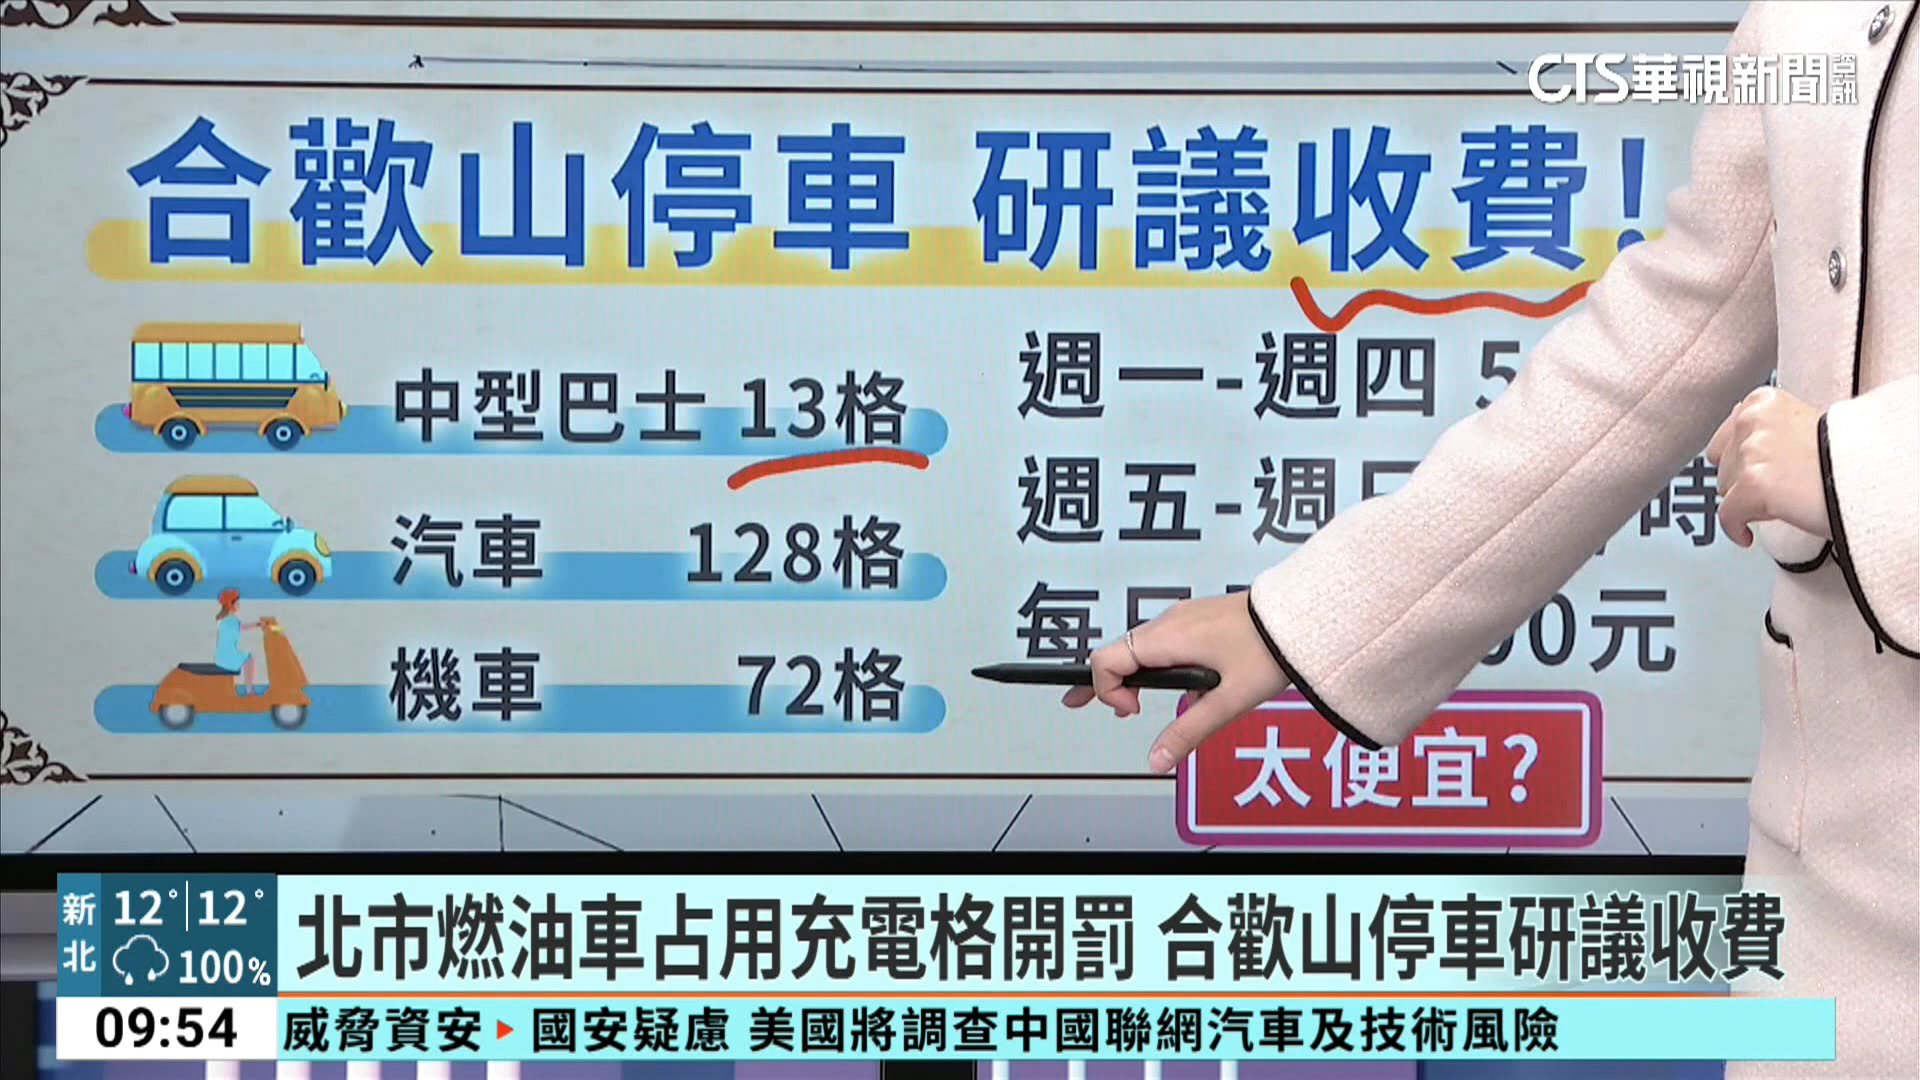 CTS華視新聞資訊
合歡山停車 研議收費!
中型巴士 13格
汽車 128格
機車 72格
週一-週四 5
週五-週 時
每 00元
太便宜?
新北 12° 12° 100%
北市燃油車占用充電格開罰 合歡山停車研議收費
09:54
威脅資安▶國安疑慮 美國將調查中國聯網汽車及技術風險